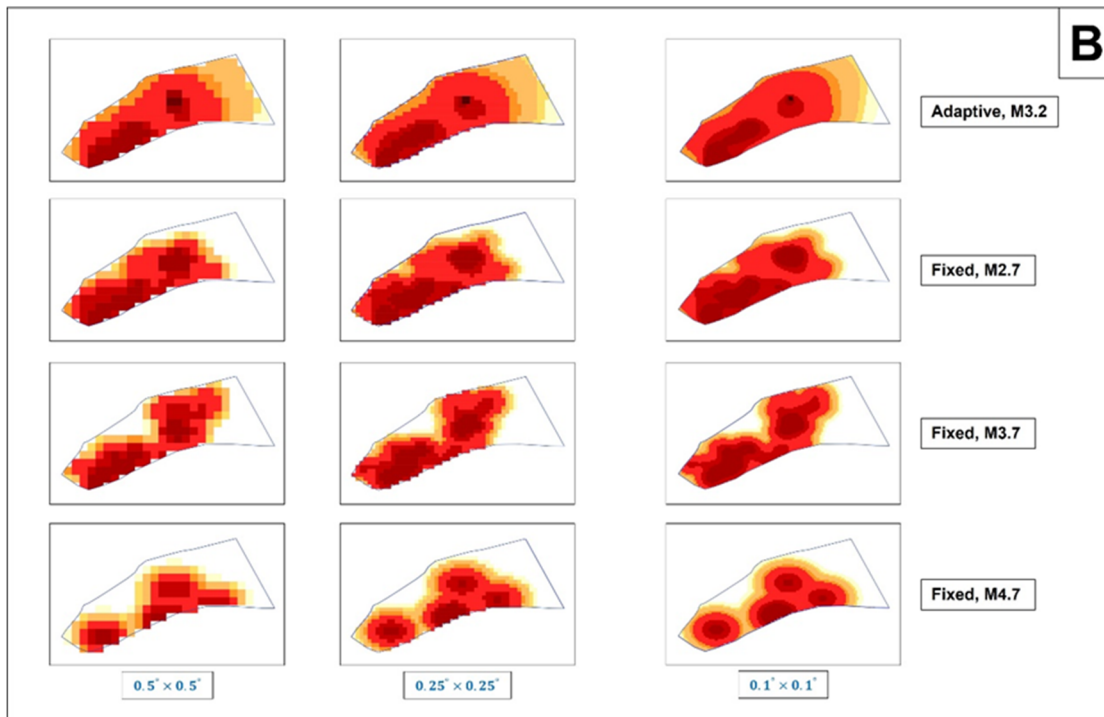 B
Adaptive, M3.2
Fixed, M2.7
Fixed, M3.7
Fixed, M4.7
0.5° × 0.5°
0.25° × 0.25°
0.1° × 0.1°